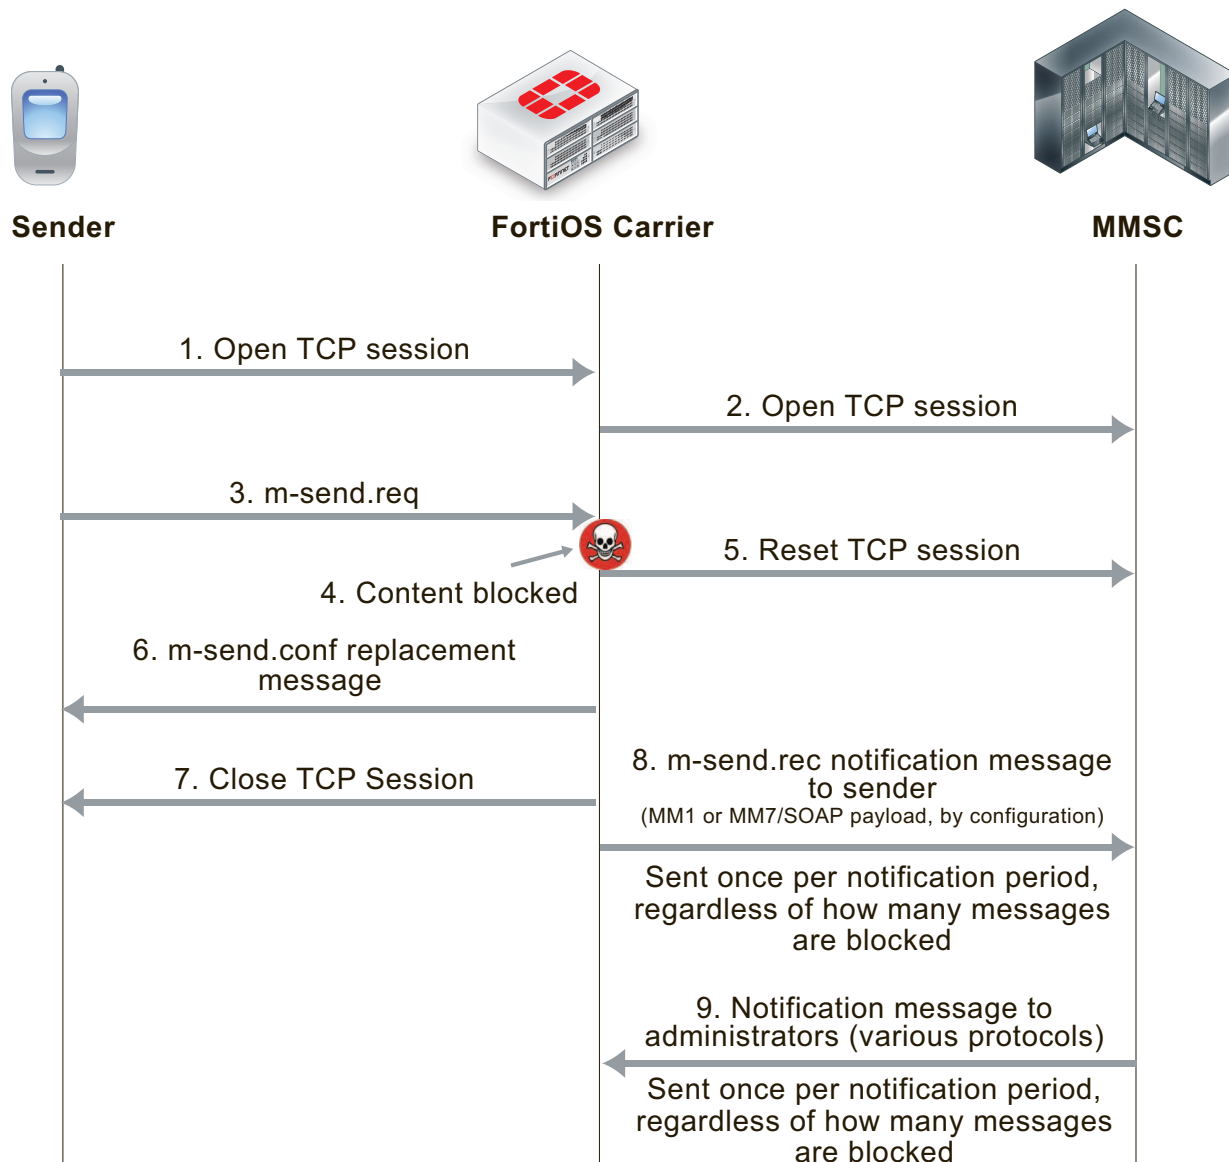 Sender
FortiOS Carrier
MMSC
1. Open TCP session
2. Open TCP session
3. m-send.req
4. Content blocked
5. Reset TCP session
6. m-send.conf replacement
message
7. Close TCP Session
8. m-send.rec notification message
to sender
(MM1 or MM7/SOAP payload, by configuration)
Sent once per notification period,
regardless of how many messages
are blocked
9. Notification message to
administrators (various protocols)
Sent once per notification period,
regardless of how many messages
are blocked